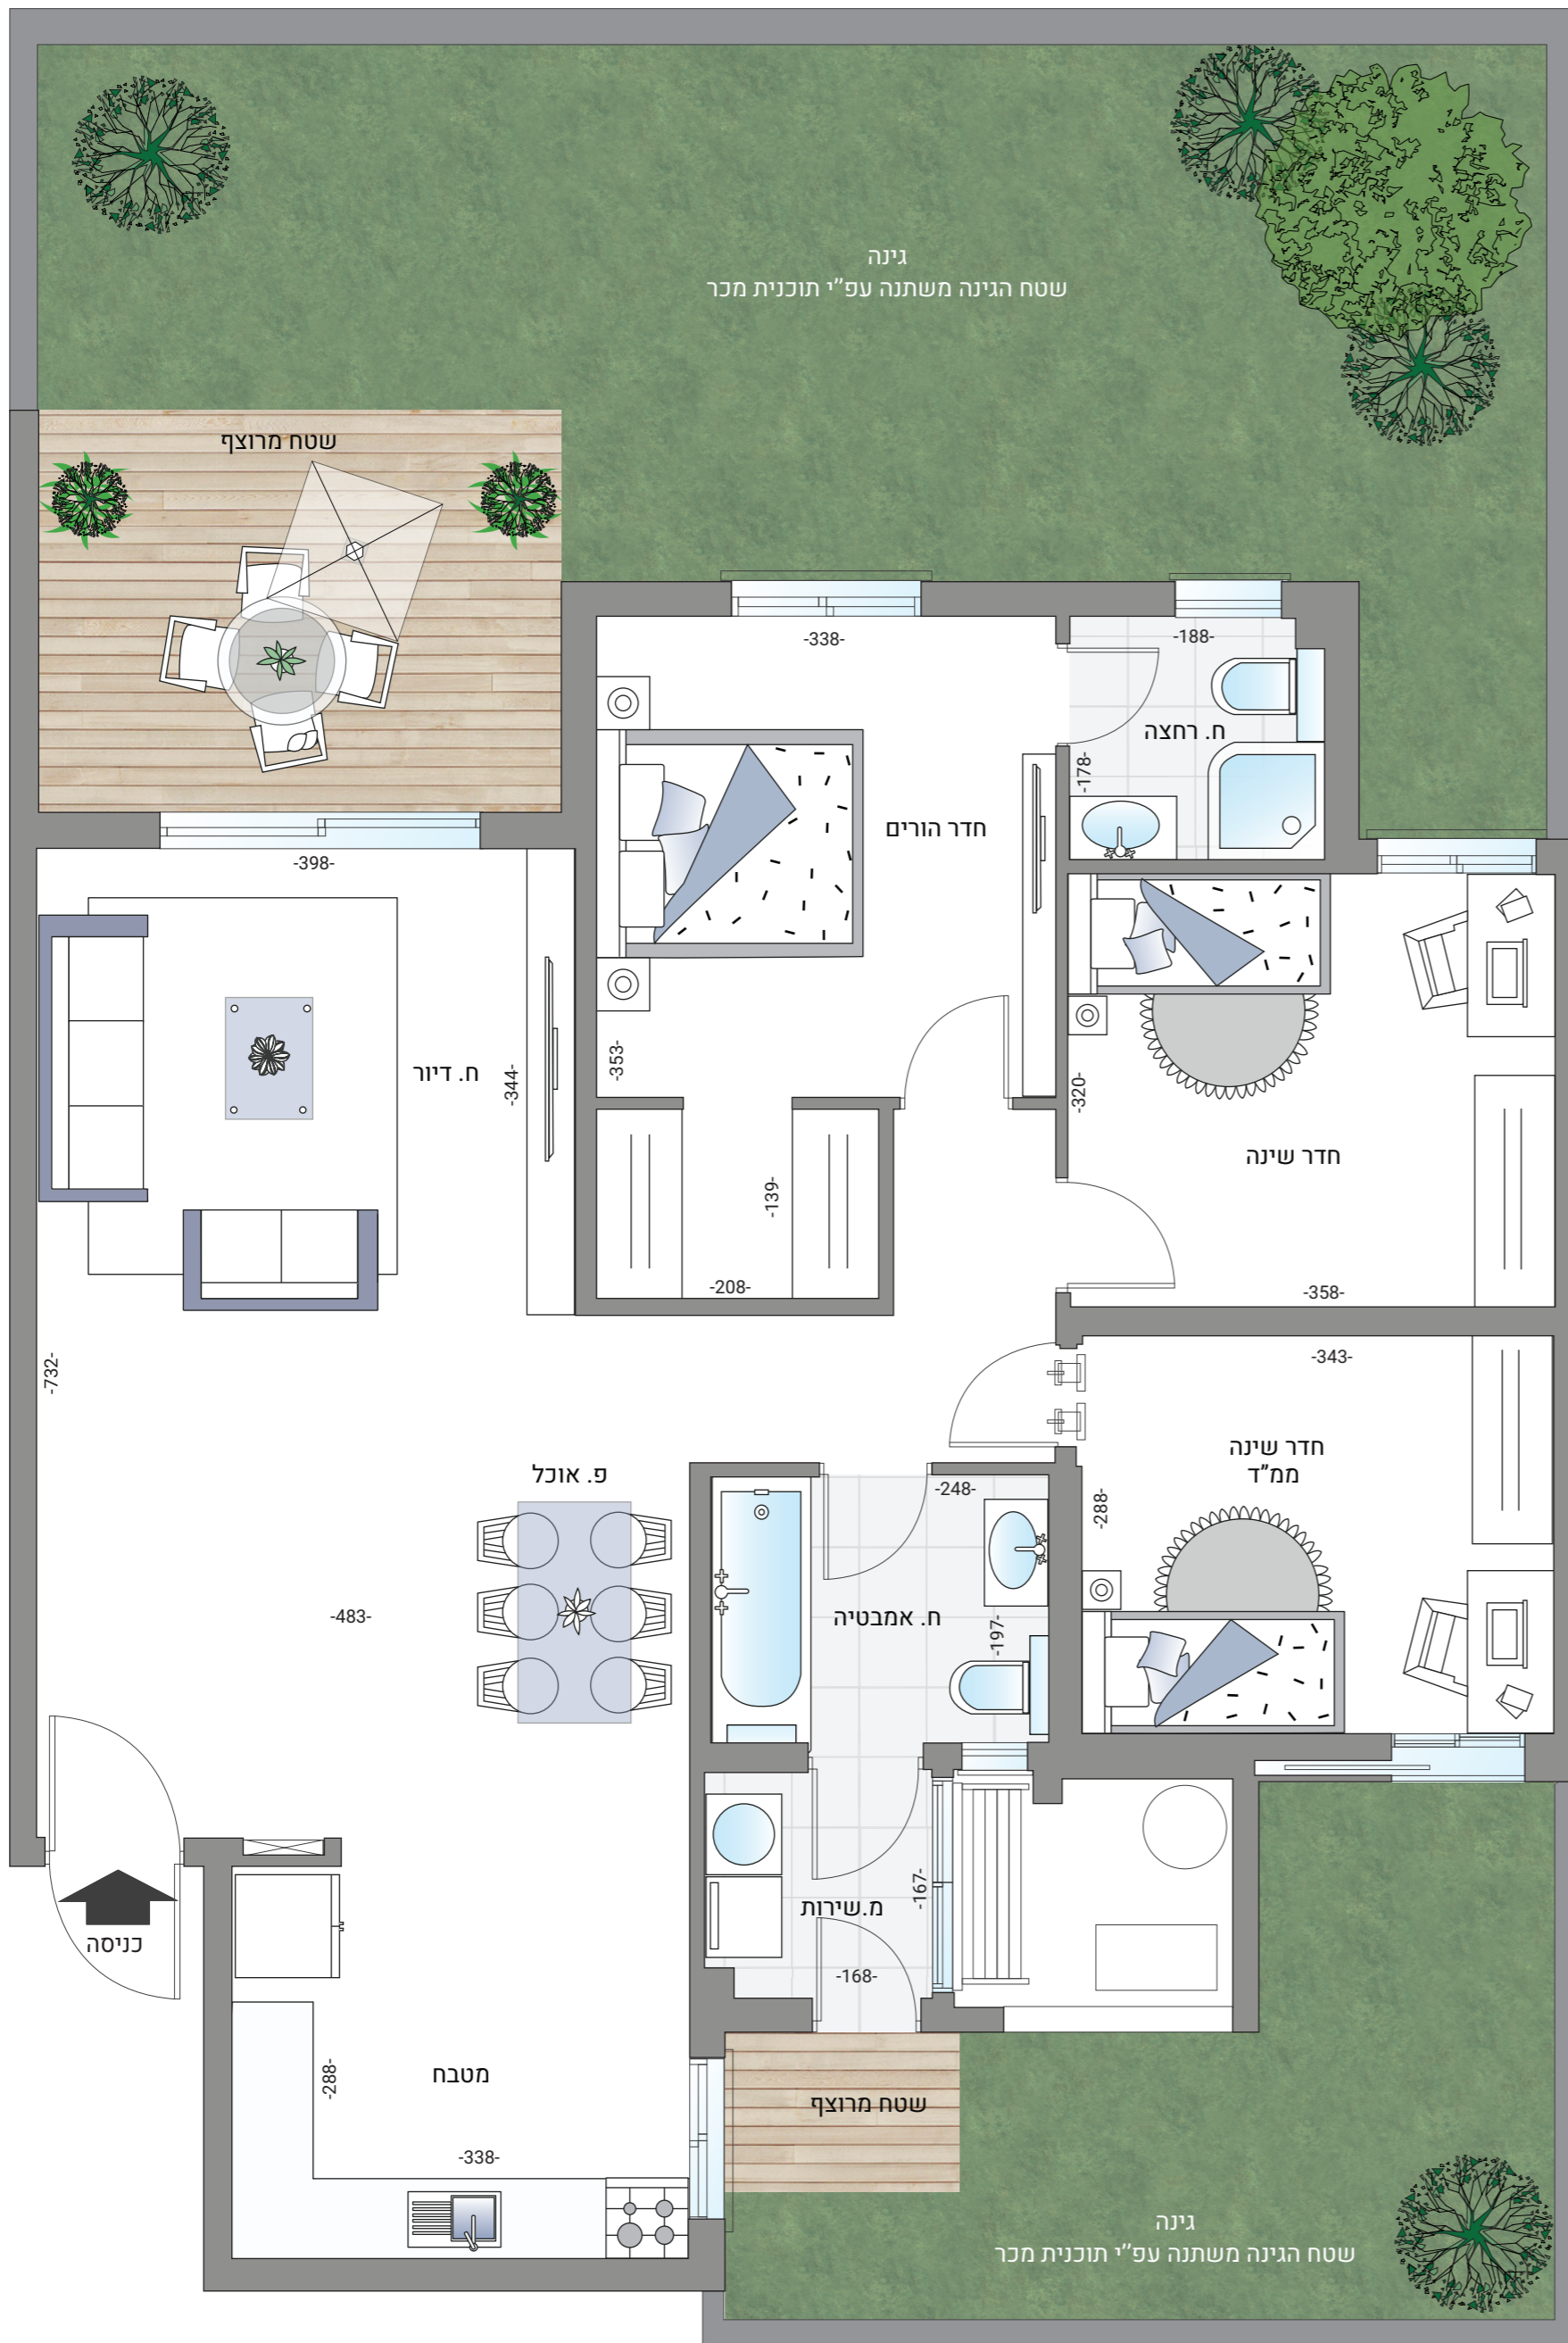 גינה
שטח הגינה משתנה עפ"י תוכנית מכר
שטח מרוצף
-338-
-188-
ח. רחצה
-178-
חדר הורים
-398-
ח. דיור
-344-
-353-
-320-
חדר שינה
-139-
-208-
-358-
-732-
-343-
חדר שינה
ממ"ד
פ. אוכל
-248-
-288-
-483-
ח. אמבטיה
-197-
מ.שירות
-167-
-168-
כניסה
מטבח
-288-
-338-
שטח מרוצף
גינה
שטח הגינה משתנה עפ"י תוכנית מכר